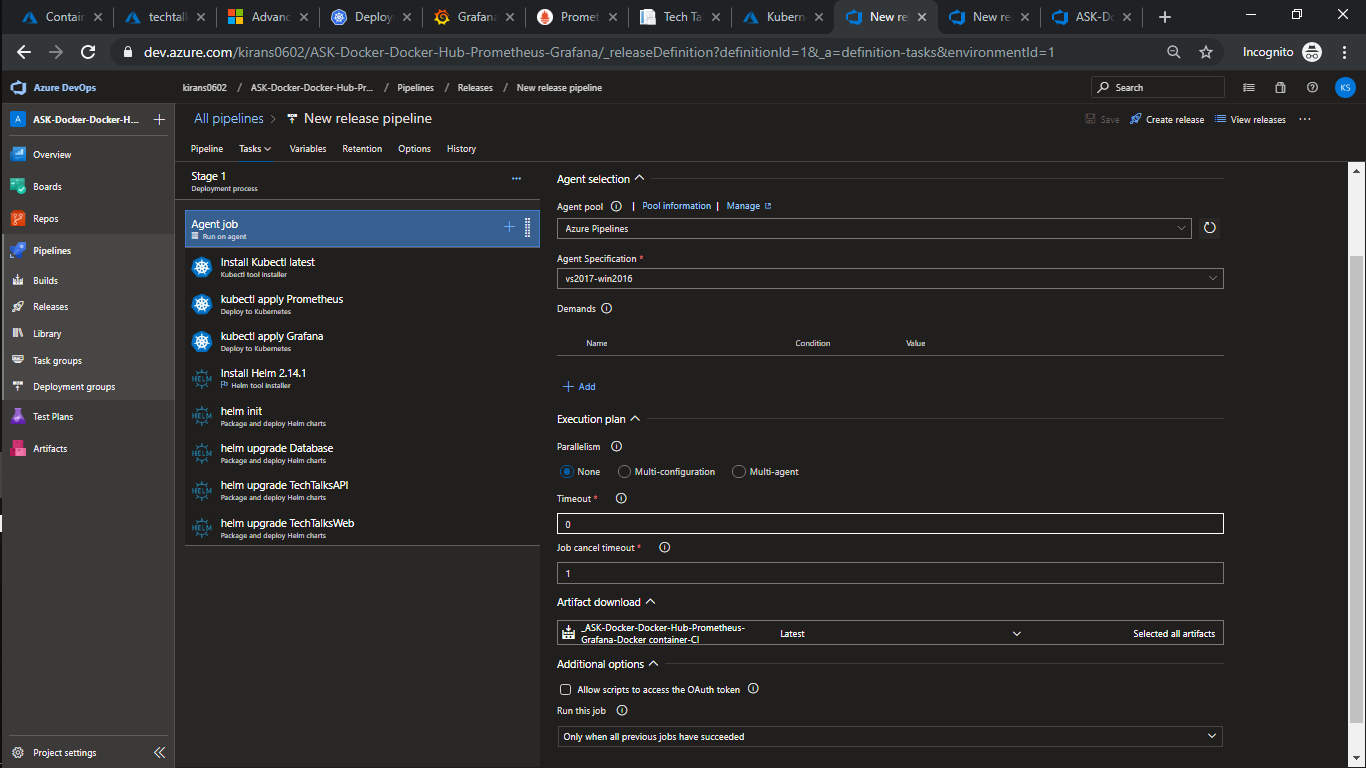 Contain
techtal
Advanc
Deploy
Grafana
Promet
Tech Ta
Kubern
New re
New re
ASK-Do
dev.azure.com/kirans0602/ASK-Docker-Docker-Hub-Prometheus-Grafana/_releaseDefinition?definitionId=1&_a=definition-tasks&environmentId=1
Incognito
Azure DevOps
kirans0602 / ASK-Docker-Docker-Hub-Pr... / Pipelines / Releases / New release pipeline
Search
KS
A ASK-Docker-Docker-H...
Overview
Boards
Repos
Pipelines
Builds
Releases
Library
Task groups
Deployment groups
Test Plans
Artifacts
Project settings
All pipelines > New release pipeline
Save
Create release
View releases
Pipeline
Tasks
Variables
Retention
Options
History
Stage 1
Deployment process
Agent job
Run on agent
Install Kubectl latest
Kubectl tool installer
kubectl apply Prometheus
Deploy to Kubernetes
kubectl apply Grafana
Deploy to Kubernetes
HELM
Install Helm 2.14.1
Helm tool installer
HELM
helm init
Package and deploy Helm charts
HELM
helm upgrade Database
Package and deploy Helm charts
HELM
helm upgrade TechTalksAPI
Package and deploy Helm charts
HELM
helm upgrade TechTalksWeb
Package and deploy Helm charts
Agent selection
Agent pool | Pool information | Manage
Azure Pipelines
Agent Specification *
vs2017-win2016
Demands
Name Condition Value
+ Add
Execution plan
Parallelism
None Multi-configuration Multi-agent
Timeout *
0
Job cancel timeout *
1
Artifact download
_ASK-Docker-Docker-Hub-Prometheus-
Grafana-Docker container-CI
Latest
Selected all artifacts
Additional options
Allow scripts to access the OAuth token
Run this job
Only when all previous jobs have succeeded